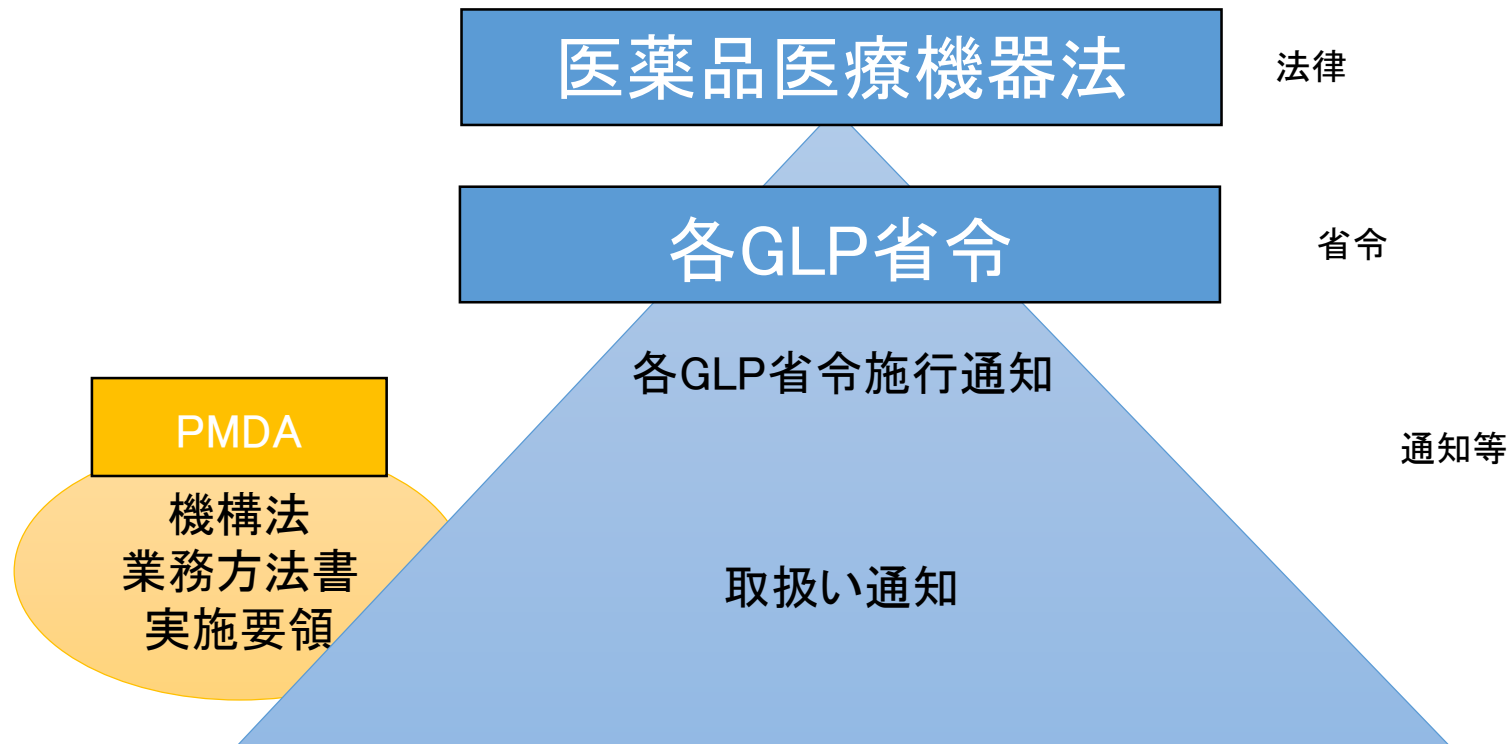 医薬品医療機器法
法律
各GLP省令
省令
各GLP省令施行通知
PMDA
通知等
機構法
業務方法書
実施要領
取扱い通知